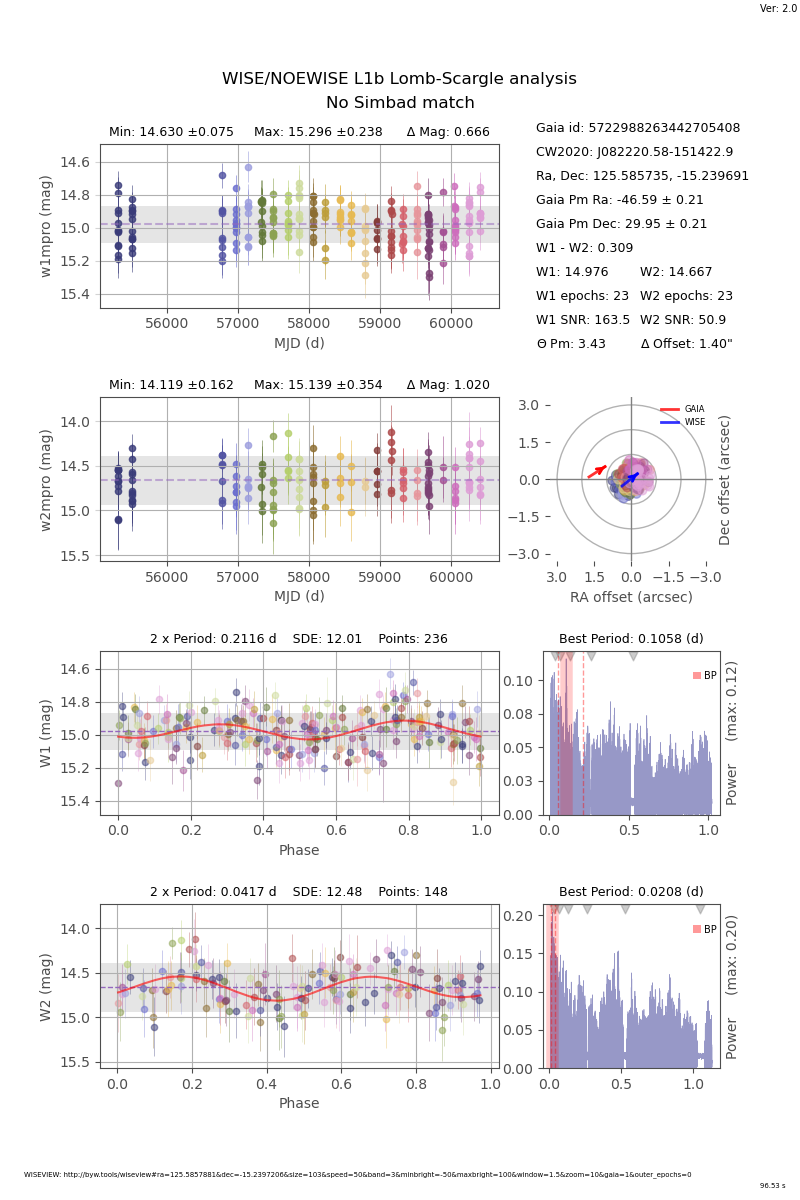 Ver: 2.0
WISE/NOEWISE L1b Lomb-Scargle analysis
No Simbad match
Min: 14.630 ±0.075 Max: 15.296 ±0.238 Δ Mag: 0.666
14.6
14.8
15.0
15.2
15.4
w1mpro (mag)
56000 57000 58000 59000 60000
MJD (d)
Gaia id: 5722988263442705408
CW2020: J082220.58-151422.9
Ra, Dec: 125.585735, -15.239691
Gaia Pm Ra: -46.59 ± 0.21
Gaia Pm Dec: 29.95 ± 0.21
W1 - W2: 0.309
W1: 14.976 W2: 14.667
W1 epochs: 23 W2 epochs: 23
W1 SNR: 163.5 W2 SNR: 50.9
Θ Pm: 3.43 Δ Offset: 1.40"
Min: 14.119 ±0.162 Max: 15.139 ±0.354 Δ Mag: 1.020
14.0
14.5
15.0
15.5
w2mpro (mag)
56000 57000 58000 59000 60000
MJD (d)
3.0
1.5
0.0
−1.5
−3.0
GAIA
WISE
Dec offset (arcsec)
3.0 1.5 0.0 −1.5 −3.0
RA offset (arcsec)
2 x Period: 0.2116 d SDE: 12.01 Points: 236
14.6
14.8
15.0
15.2
15.4
W1 (mag)
0.0 0.2 0.4 0.6 0.8 1.0
Phase
Best Period: 0.1058 (d)
0.10
0.08
0.05
0.03
0.00
BP
Power (max: 0.12)
0.0 0.5 1.0
2 x Period: 0.0417 d SDE: 12.48 Points: 148
14.0
14.5
15.0
15.5
W2 (mag)
0.0 0.2 0.4 0.6 0.8 1.0
Phase
Best Period: 0.0208 (d)
0.20
0.15
0.10
0.05
0.00
BP
Power (max: 0.20)
0.0 0.5 1.0
WISEVIEW: http://byw.tools/wiseview#ra=125.5857881&dec=-15.2397206&size=103&speed=50&band=3&minbright=-50&maxbright=100&window=1.5&zoom=10&gaia=1&outer_epochs=0
96.53 s